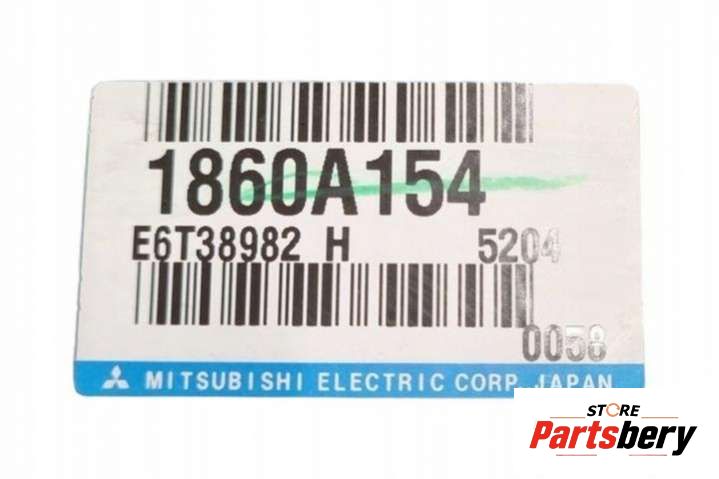 1860A154
E6T38982 H 5204
0058
MITSUBISHI ELECTRIC CORP. JAPAN
STORE
Partsbery